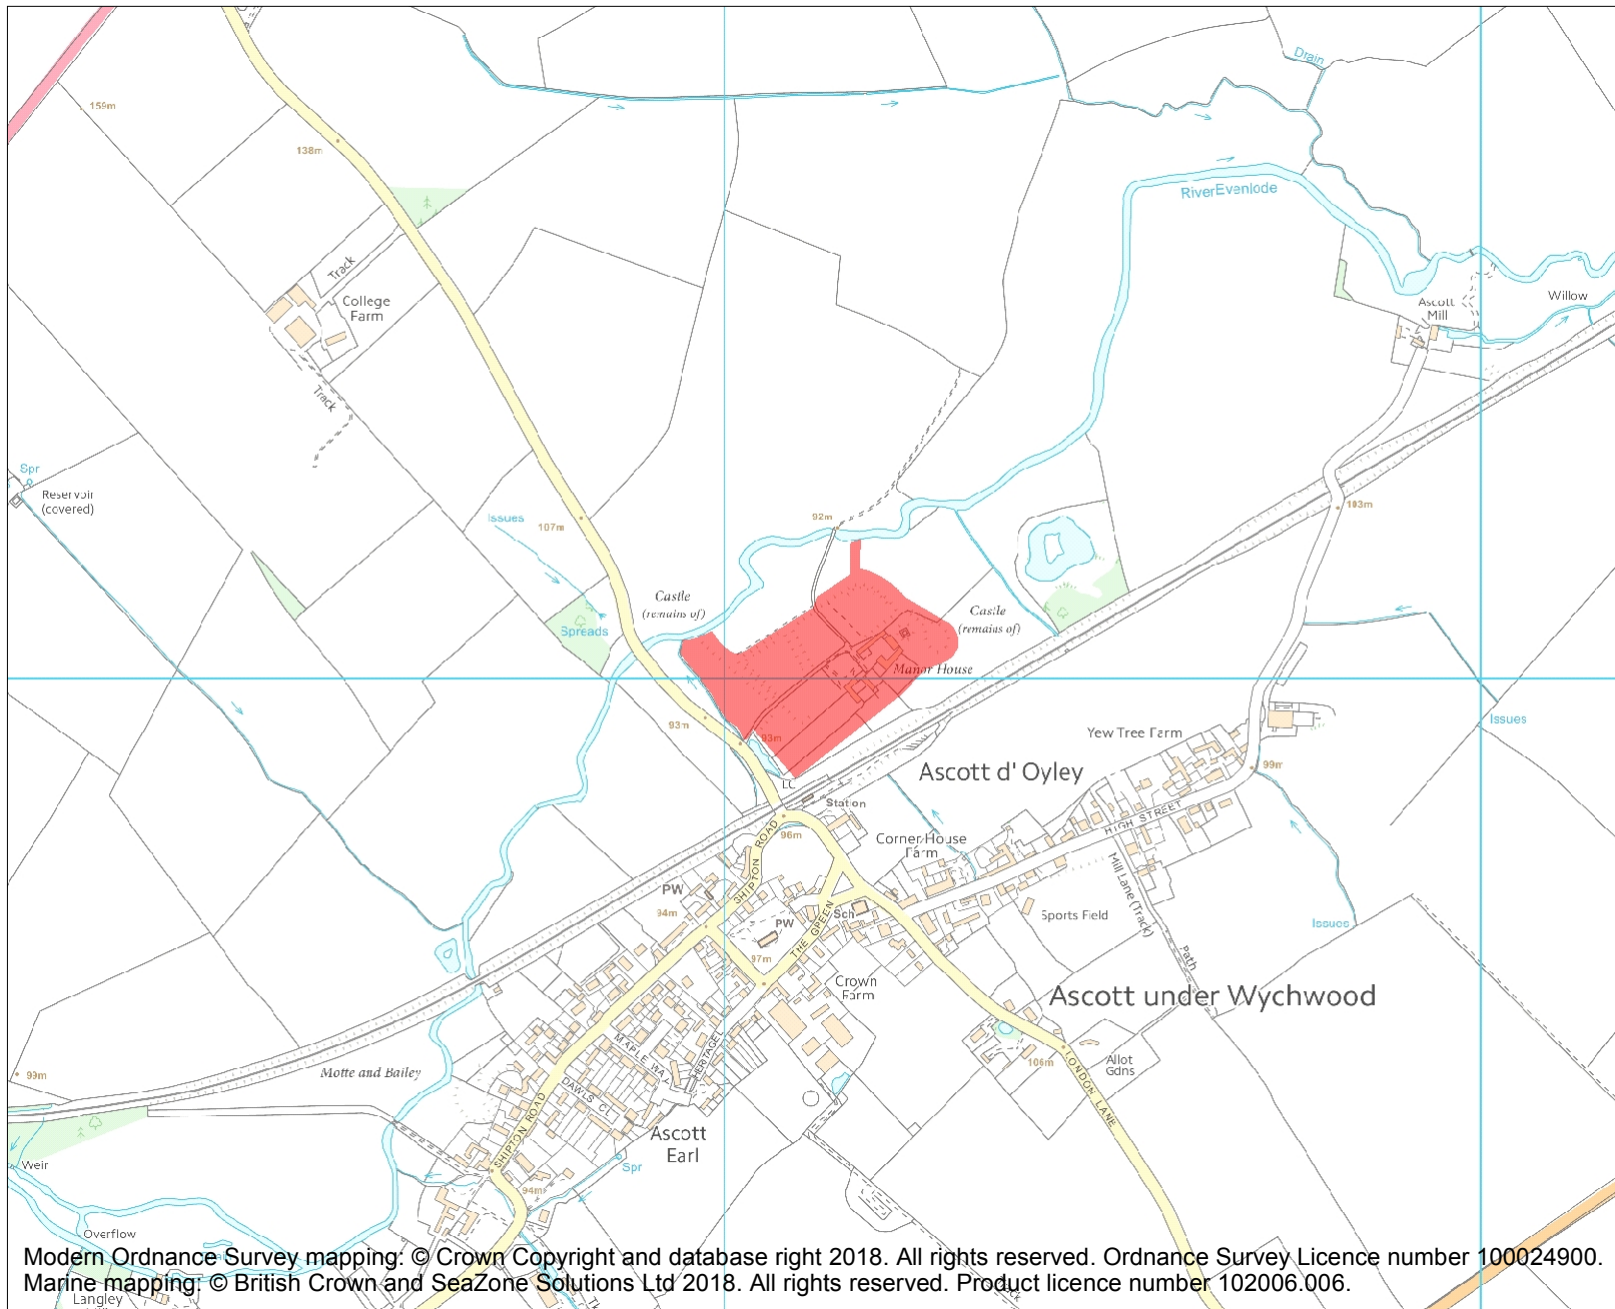 Drain
159m
138m
River Evenlode
Track
College
Farm
Ascott
Mill
Willow
Track
Spr
Reservoir
(covered)
Issues
107m
92m
103m
Castle
(remains of)
Castle
(remains of)
Spreads
Manor House
93m
93m
Issues
Yew Tree Farm
Ascott d' Oyley
99m
LC
Station
HIGH STREET
96m
Corner House
Farm
SHIPTON ROAD
PW
94m
Sch
PW
THE GREEN
Mill Lane (Track)
Sports Field
Issues
Path
97m
Crown
Farm
Ascott under Wychwood
MAPLE WAY
HERITAGE L
99m
Motte and Bailey
DAWLS CL
106m
Allot
Gdns
LONDON LANE
SHIPTON ROAD
Ascott
Earl
Spr
Weir
94m
Overflow
Modern Ordnance Survey mapping: © Crown Copyright and database right 2018. All rights reserved. Ordnance Survey Licence number 100024900.
Marine mapping: © British Crown and SeaZone Solutions Ltd 2018. All rights reserved. Product licence number 102006.006.
Langley